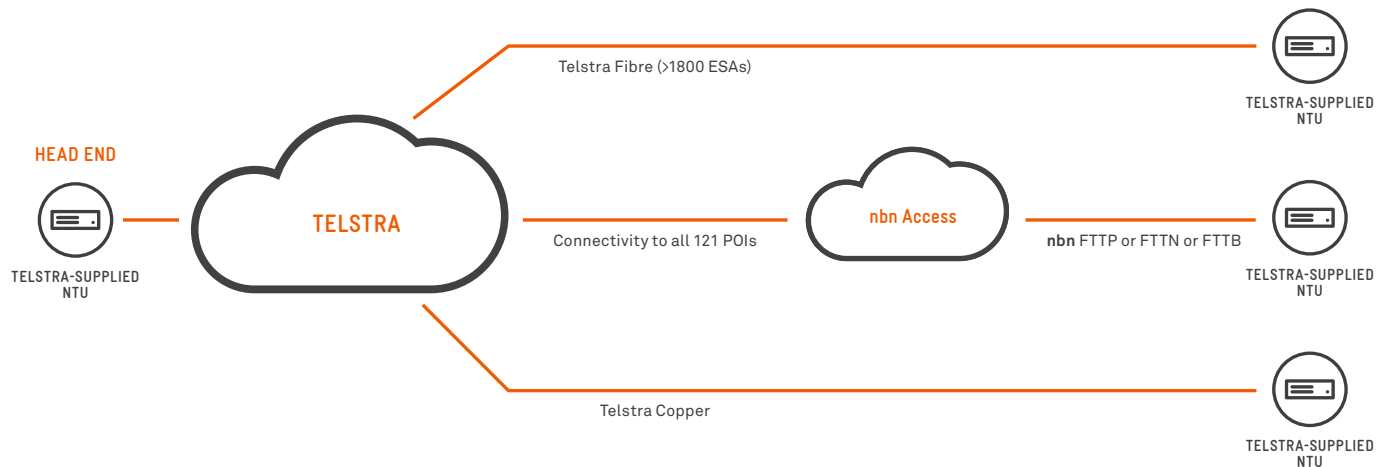 Telstra Fibre (>1800 ESAs)
TELSTRA-SUPPLIED
NTU
HEAD END
TELSTRA-SUPPLIED
NTU
TELSTRA
Connectivity to all 121 POIs
nbn Access
nbn FTTP or FTTN or FTTB
TELSTRA-SUPPLIED
NTU
Telstra Copper
TELSTRA-SUPPLIED
NTU